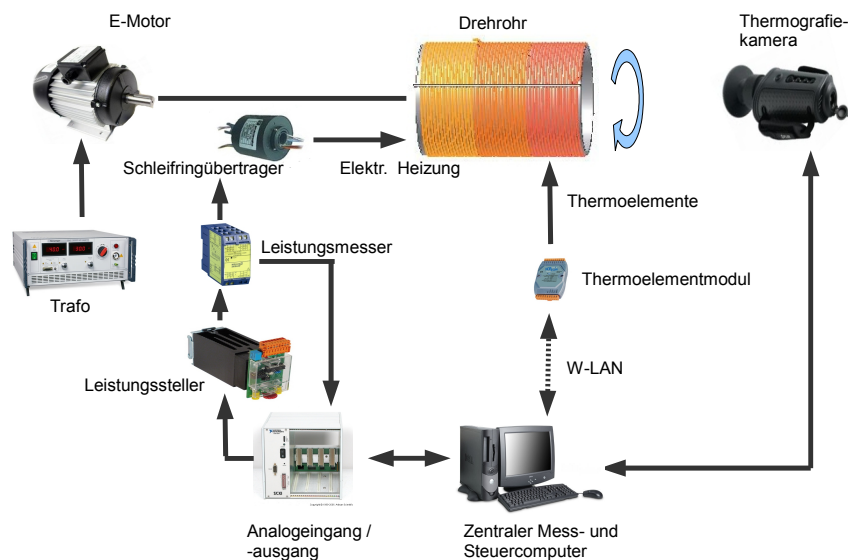 E-Motor
Drehrohr
Thermografie-
kamera
Schleifringübertrager
Elektr. Heizung
Thermoelemente
Leistungsmesser
Thermoelementmodul
Trafo
W-LAN
Leistungssteller
Analogeingang /
-ausgang
Zentraler Mess- und
Steuercomputer